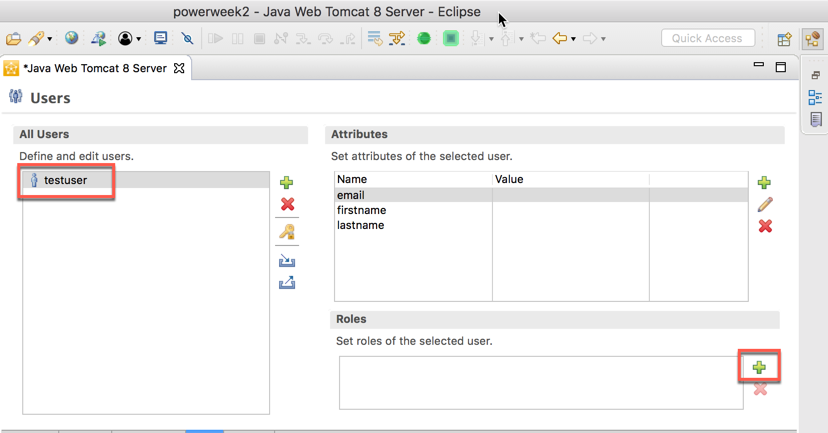 powerweek2 - Java Web Tomcat 8 Server - Eclipse
Quick Access
*Java Web Tomcat 8 Server
Users
All Users
Define and edit users.
testuser
Attributes
Set attributes of the selected user.
Name Value
email
firstname
lastname
Roles
Set roles of the selected user.